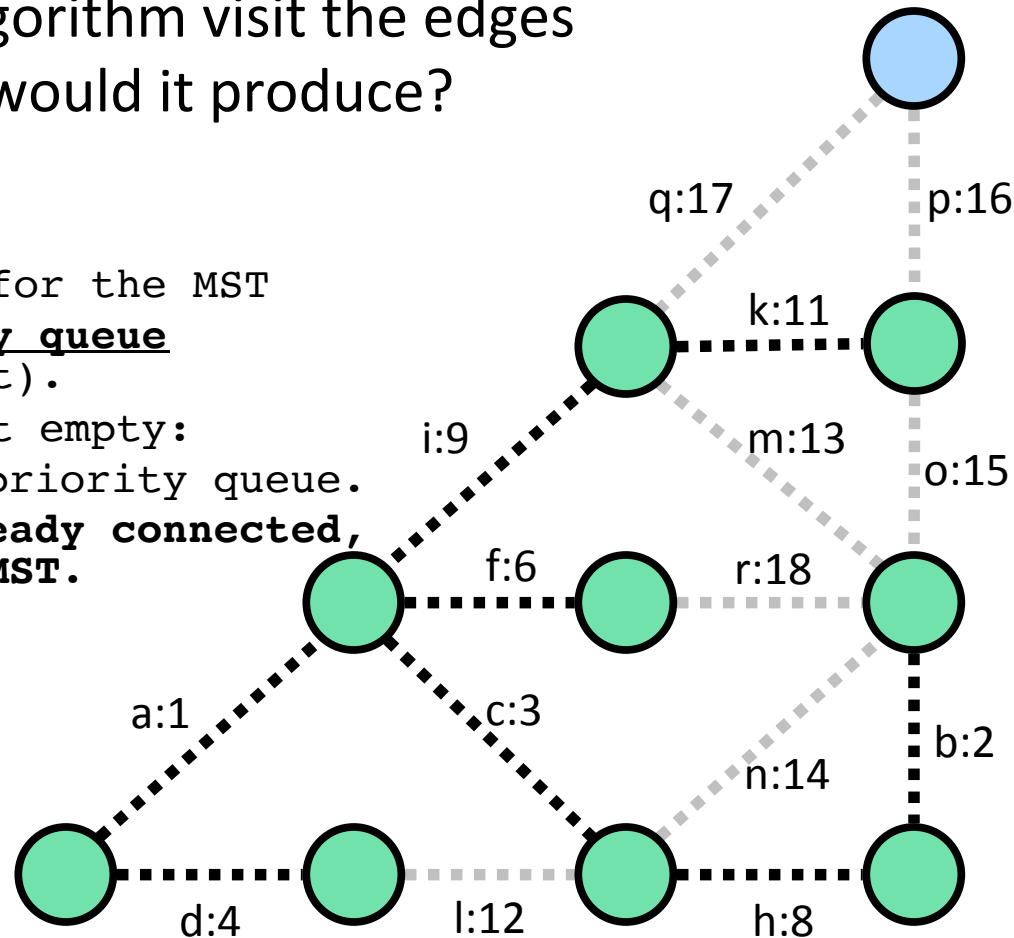 gorithm visit the edges
would it produce?
for the MST
y queue
t).
t empty:
priority queue.
eady connected,
MST.
q:17
p:16
k:11
i:9
m:13
o:15
f:6
r:18
a:1
c:3
b:2
n:14
d:4
l:12
h:8